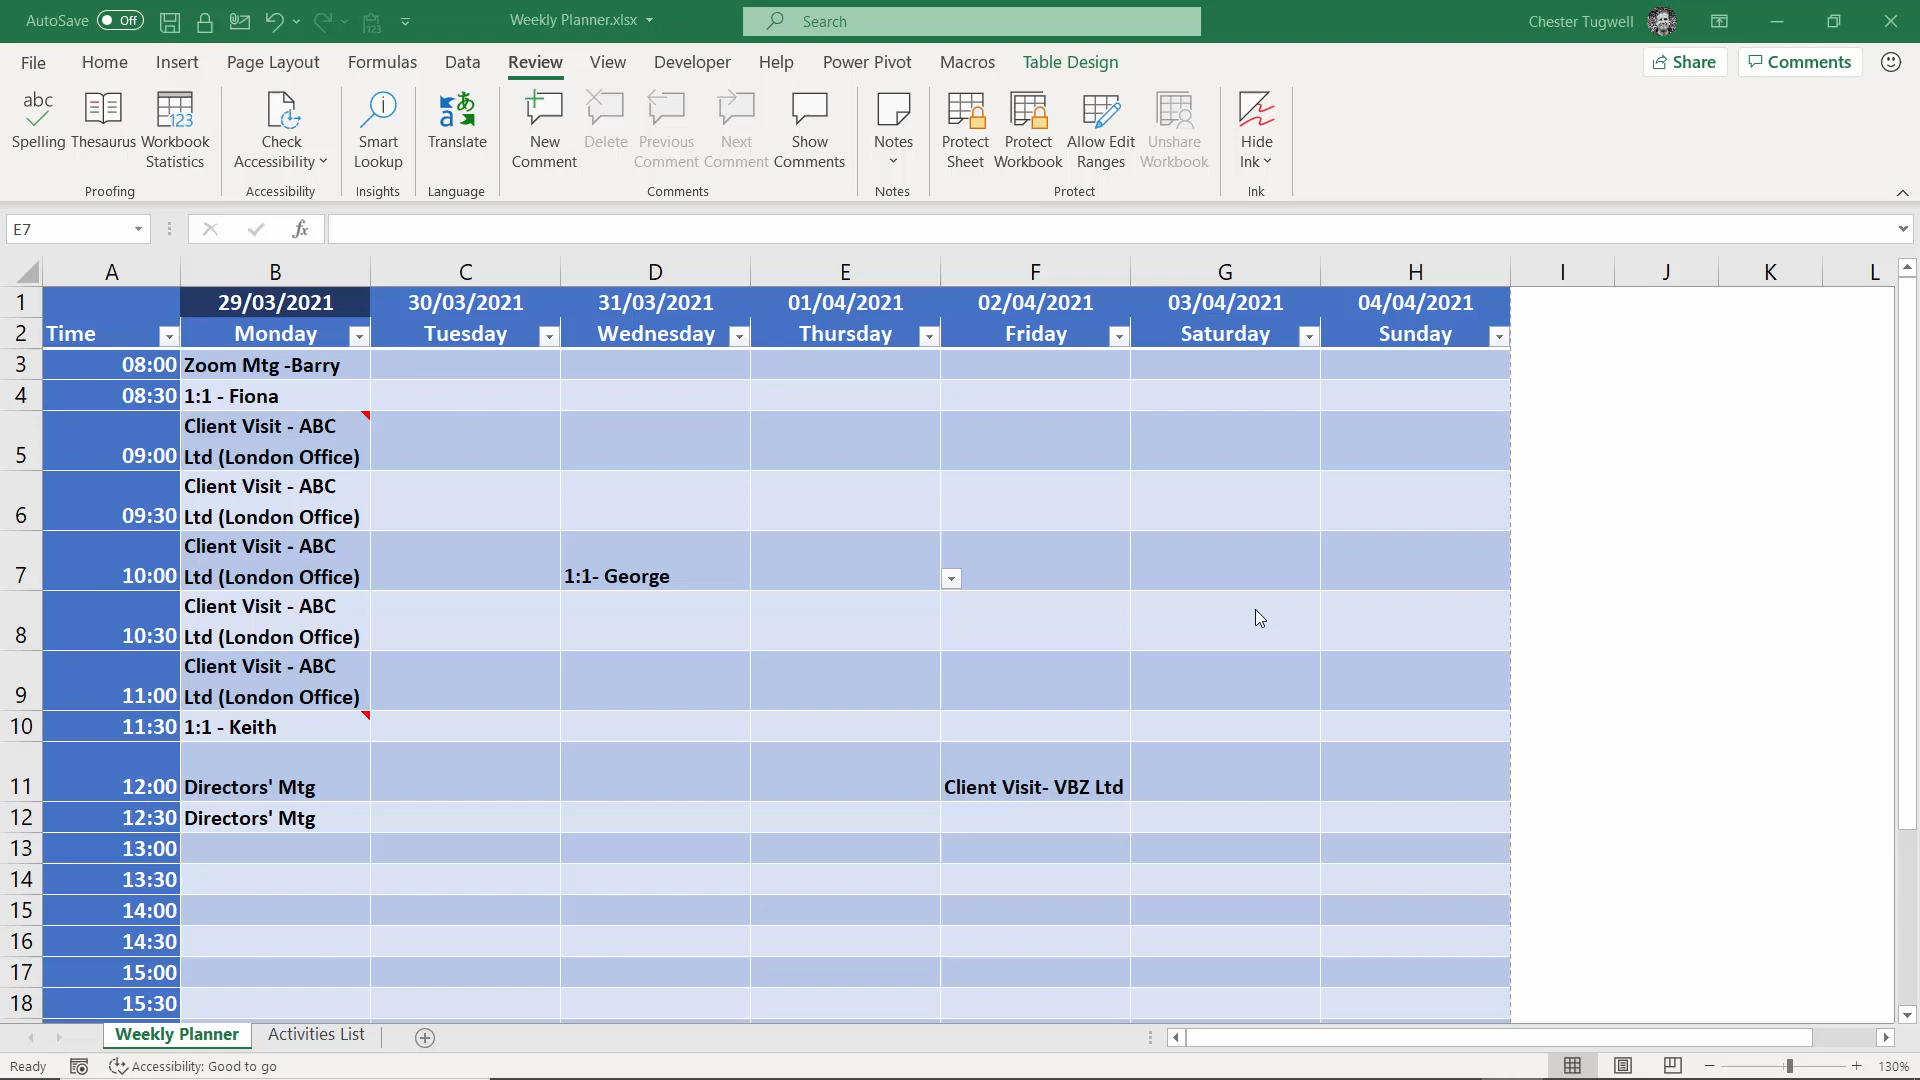 AutoSave Off Weekly Planner.xlsx Search Chester Tugwell
File Home Insert Page Layout Formulas Data Review View Developer Help Power Pivot Macros Table Design Share Comments
abc
Spelling Thesaurus Workbook Statistics Check Accessibility Smart Lookup Translate New Comment Delete Previous Comment Next Comment Show Comments Notes Protect Sheet Protect Workbook Allow Edit Ranges Unshare Workbook Hide Ink
Proofing Accessibility Insights Language Comments Notes Protect Ink
E7 fx
A B C D E F G H I J K L
1 29/03/2021 30/03/2021 31/03/2021 01/04/2021 02/04/2021 03/04/2021 04/04/2021
2 Time Monday Tuesday Wednesday Thursday Friday Saturday Sunday
3 08:00 Zoom Mtg -Barry
4 08:30 1:1 - Fiona
Client Visit - ABC
5 09:00 Ltd (London Office)
Client Visit - ABC
6 09:30 Ltd (London Office)
Client Visit - ABC
7 10:00 Ltd (London Office) 1:1- George
Client Visit - ABC
8 10:30 Ltd (London Office)
Client Visit - ABC
9 11:00 Ltd (London Office)
10 11:30 1:1 - Keith
11 12:00 Directors' Mtg Client Visit- VBZ Ltd
12 12:30 Directors' Mtg
13 13:00
14 13:30
15 14:00
16 14:30
17 15:00
18 15:30
Weekly Planner Activities List
Ready Accessibility: Good to go 130%